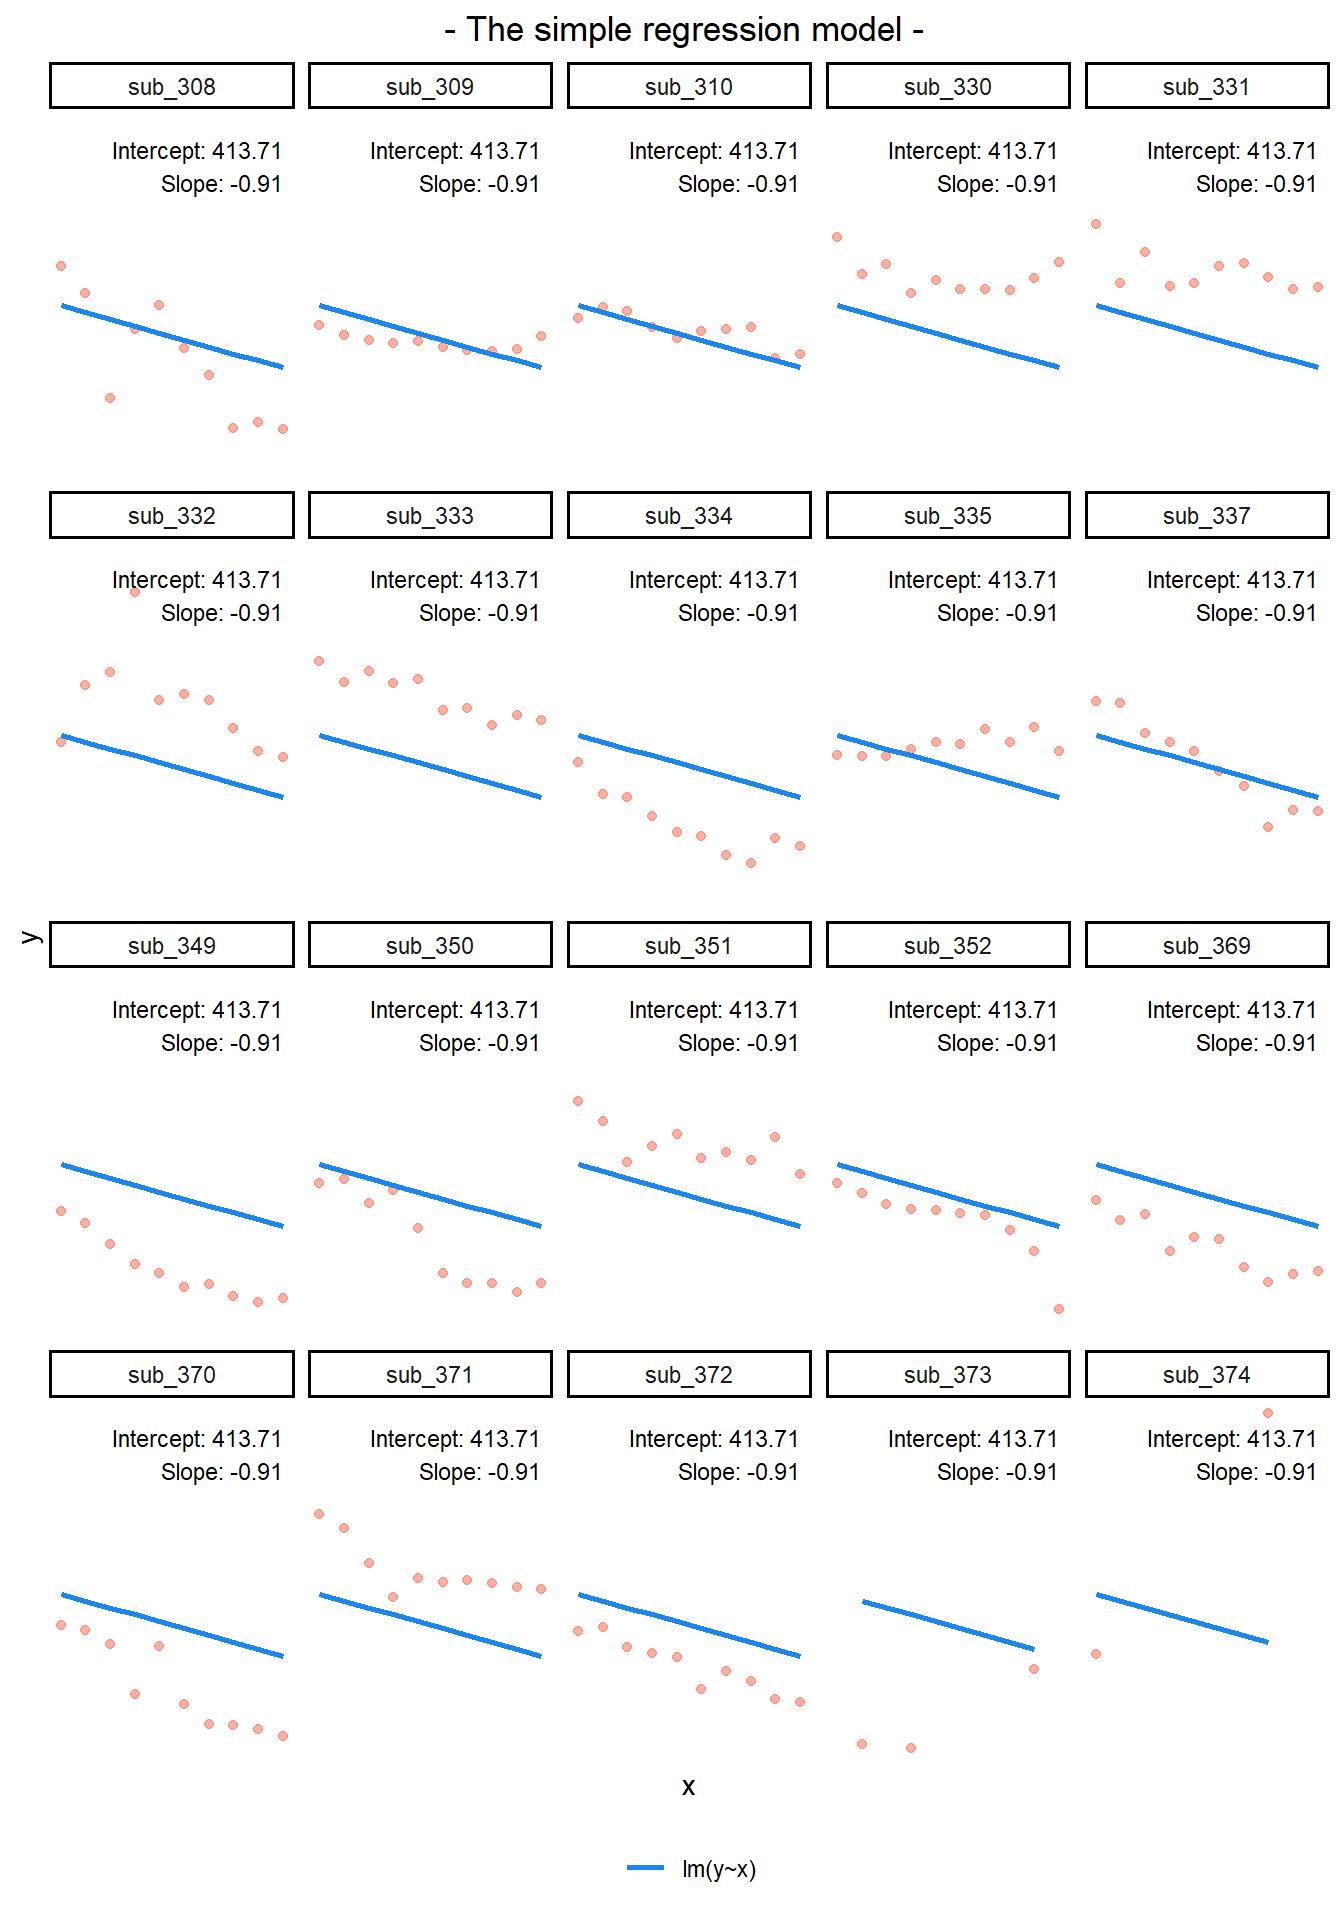 - The simple regression model -
sub_308
sub_309
sub_310
sub_330
sub_331
Intercept: 413.71
Slope: -0.91
Intercept: 413.71
Slope: -0.91
Intercept: 413.71
Slope: -0.91
Intercept: 413.71
Slope: -0.91
Intercept: 413.71
Slope: -0.91
sub_332
sub_333
sub_334
sub_335
sub_337
Intercept: 413.71
Slope: -0.91
Intercept: 413.71
Slope: -0.91
Intercept: 413.71
Slope: -0.91
Intercept: 413.71
Slope: -0.91
Intercept: 413.71
Slope: -0.91
y
sub_349
sub_350
sub_351
sub_352
sub_369
Intercept: 413.71
Slope: -0.91
Intercept: 413.71
Slope: -0.91
Intercept: 413.71
Slope: -0.91
Intercept: 413.71
Slope: -0.91
Intercept: 413.71
Slope: -0.91
sub_370
sub_371
sub_372
sub_373
sub_374
Intercept: 413.71
Slope: -0.91
Intercept: 413.71
Slope: -0.91
Intercept: 413.71
Slope: -0.91
Intercept: 413.71
Slope: -0.91
Intercept: 413.71
Slope: -0.91
x
lm(y~x)